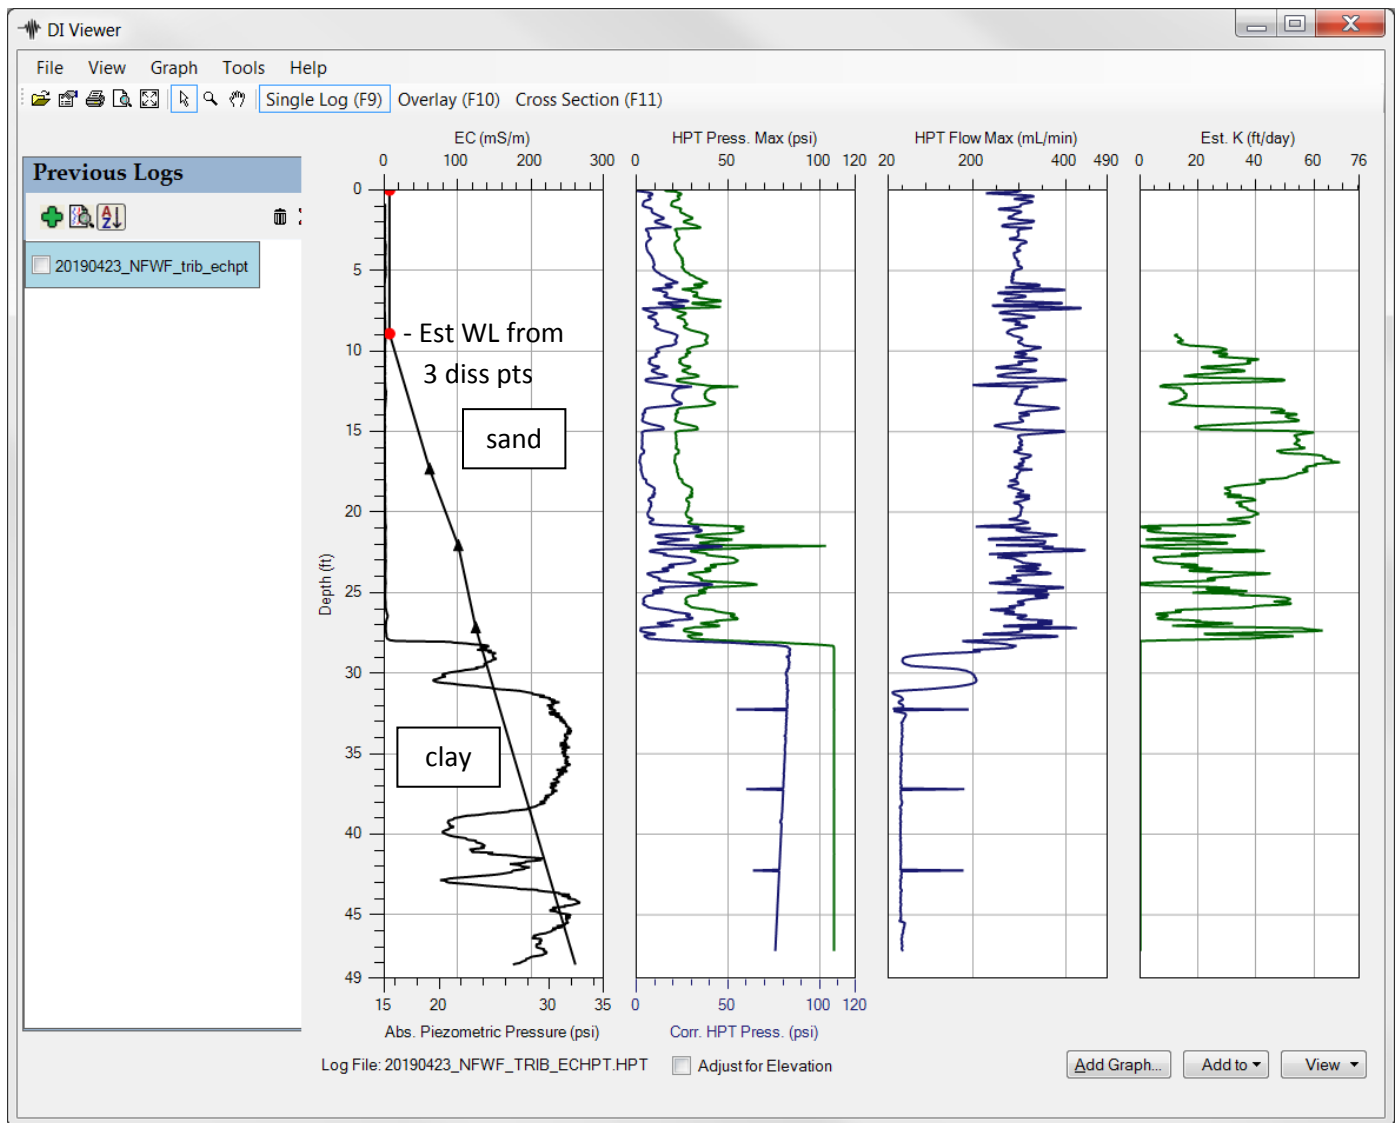 DI Viewer
File View Graph Tools Help
Single Log (F9) Overlay (F10) Cross Section (F11)
Previous Logs
A
Z
20190423_NFWF_trib_echpt
EC (mS/m) HPT Press. Max (psi) HPT Flow Max (mL/min) Est. K (ft/day)
0 100 200 300 0 50 100 120 20 200 400 490 0 20 40 60 76
0
5
- Est WL from
10
3 diss pts
sand
15
20
Depth (ft)
25
30
clay
35
40
45
49
15 20 30 35 0 50 100 120
Abs. Piezometric Pressure (psi) Corr. HPT Press. (psi)
Log File: 20190423_NFWF_TRIB_ECHPT.HPT Adjust for Elevation Add Graph... Add to View